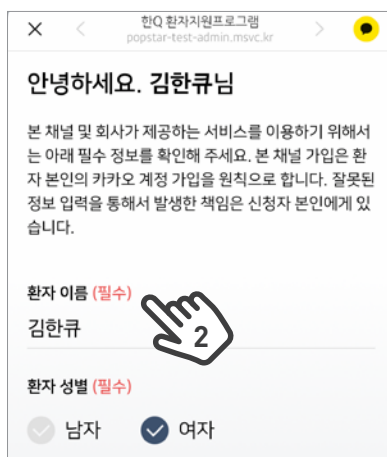 한Q 환자지원프로그램
popstar-test-admin.msvc.kr
안녕하세요. 김한큐님
본 채널 및 회사가 제공하는 서비스를 이용하기 위해서
는 아래 필수 정보를 확인해 주세요. 본 채널 가입은 환
자 본인의 카카오 계정 가입을 원칙으로 합니다. 잘못된
정보 입력을 통해서 발생한 책임은 신청자 본인에게 있
습니다.
환자 이름 (필수)
김한큐
2
환자 성별 (필수)
남자 여자